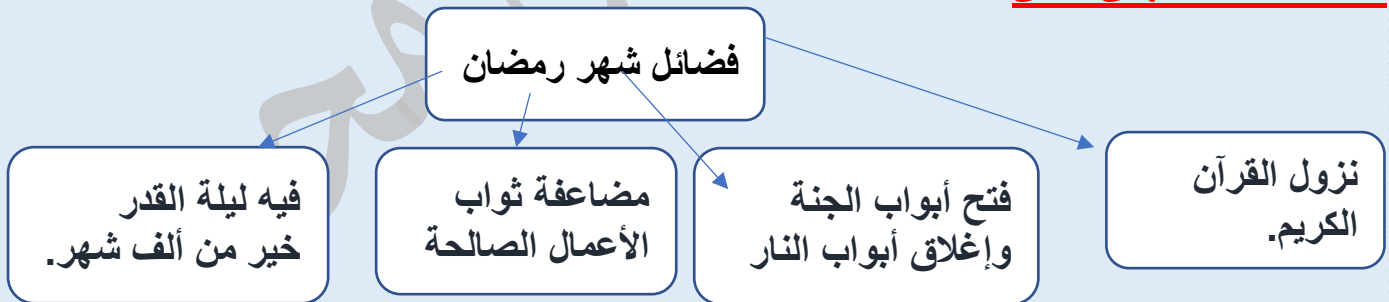 فضائل شهر رمضان
نزول القرآن
الكريم.
فتح أبواب الجنة
وإغلاق أبواب النار
مضاعفة ثواب
الأعمال الصالحة
فيه ليلة القدر
خير من ألف شهر.